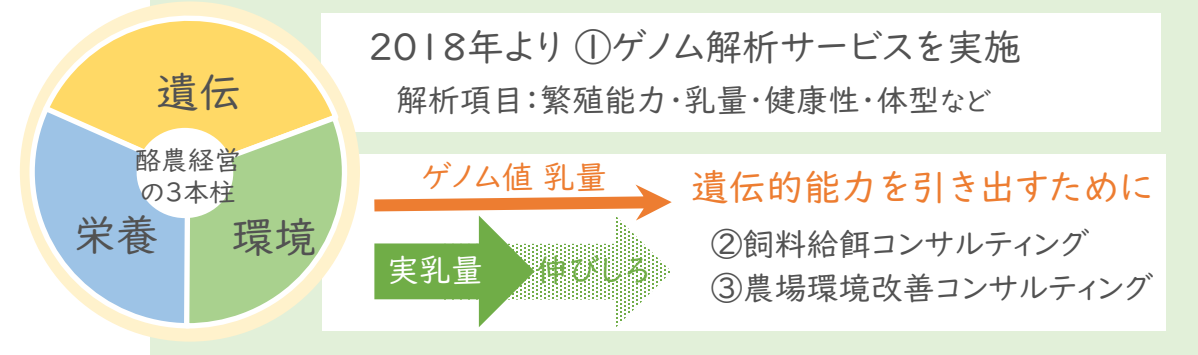 遺伝
酪農経営
の3本柱
栄養
環境
2018年より ①ゲノム解析サービスを実施
解析項目：繁殖能力・乳量・健康性・体型など
ゲノム値 乳量
実乳量
伸びしろ
遺伝的能力を引き出すために
②飼料給餌コンサルティング
③農場環境改善コンサルティング